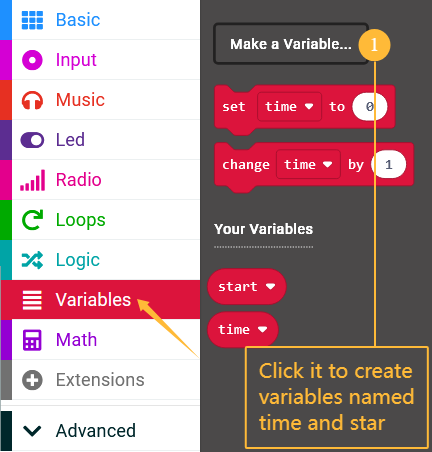 Basic
Input
Music
Led
Radio
Loops
Logic
Variables
Math
Extensions
Advanced
Make a Variable...
1
set time to 0
change time by 1
Your Variables
start
time
Click it to create
variables named
time and star